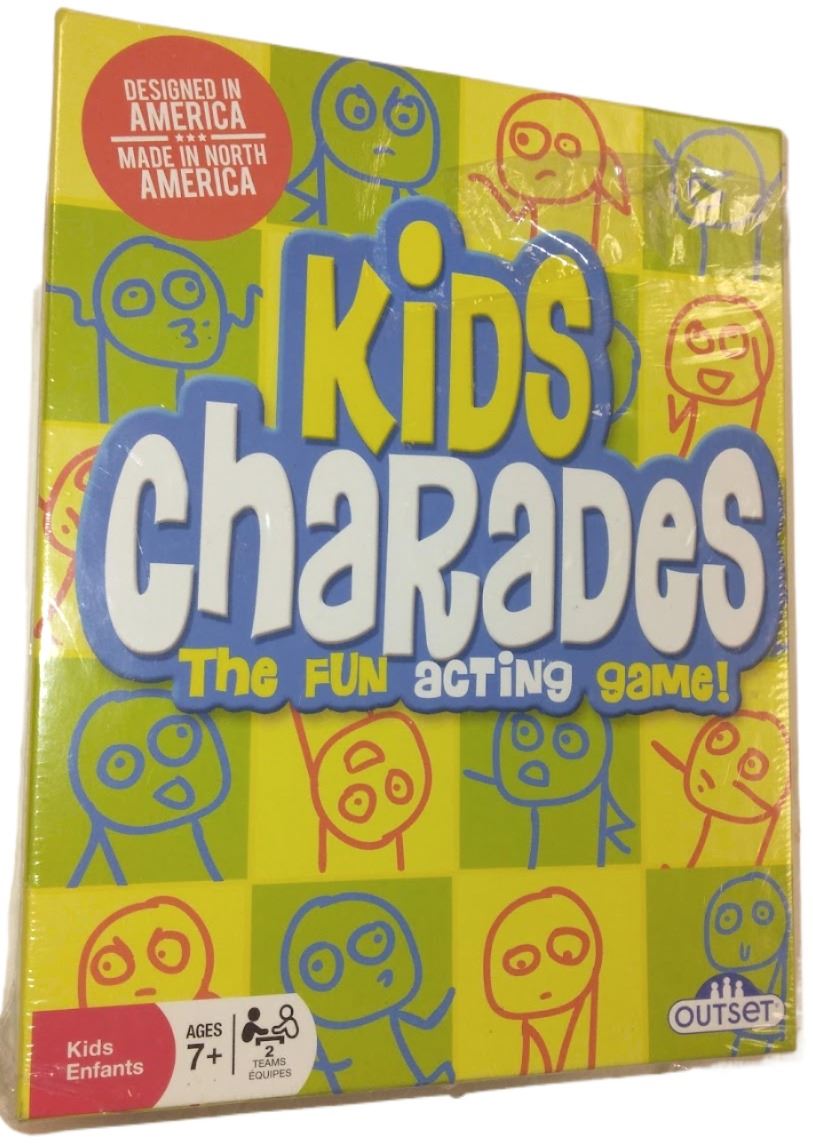 DESIGNED IN
AMERICA
MADE IN NORTH
AMERICA
KiDS
ChaRaDes
The FUN acTiNg game!
Kids
Enfants
AGES
7+
2
TEAMS
ÉQUIPES
OUTSET